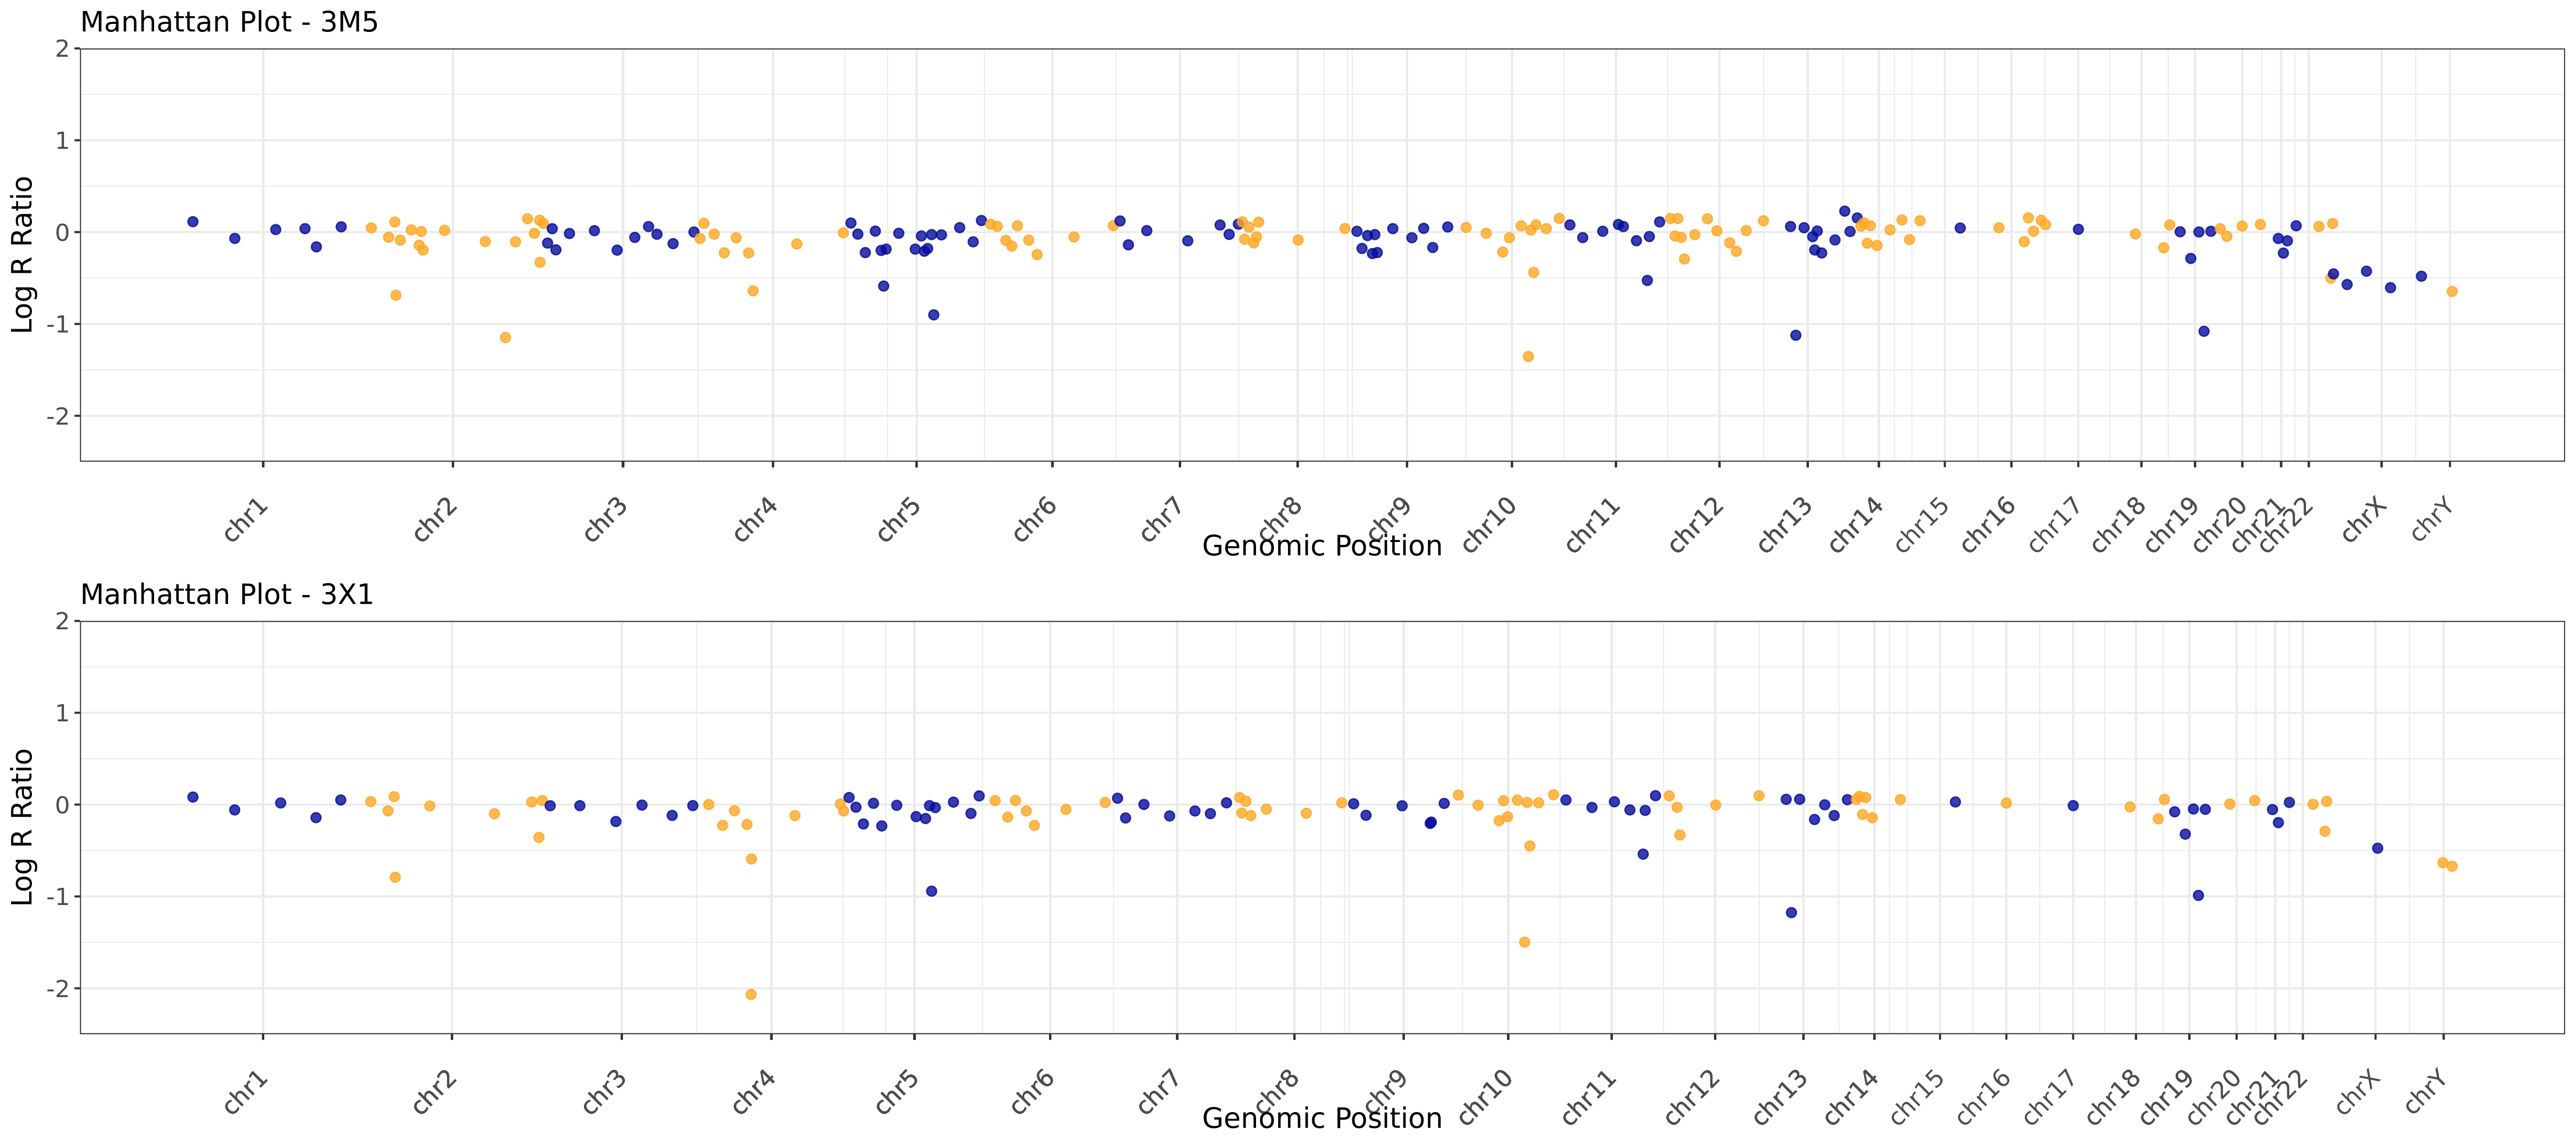 Manhattan Plot - 3M5
2
1
0
-1
-2
Log R Ratio
chr1 chr2 chr3 chr4 chr5 chr6 chr7 chr8 chr9 chr10 chr11 chr12 chr13 chr14 chr15 chr16 chr17 chr18 chr19 chr20 chr21 chr22 chrX chrY
Genomic Position
Manhattan Plot - 3X1
2
1
0
-1
-2
Log R Ratio
chr1 chr2 chr3 chr4 chr5 chr6 chr7 chr8 chr9 chr10 chr11 chr12 chr13 chr14 chr15 chr16 chr17 chr18 chr19 chr20 chr21 chr22 chrX chrY
Genomic Position